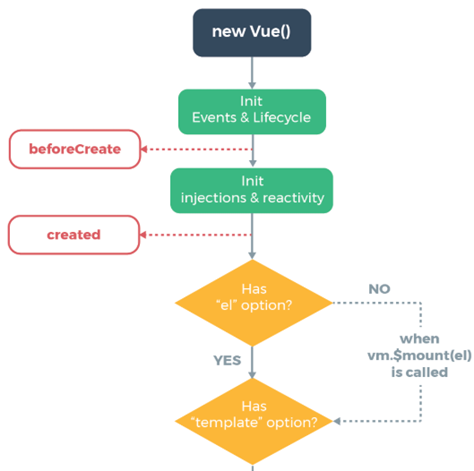 new Vue()
Init
Events & Lifecycle
beforeCreate
Init
injections & reactivity
created
Has
“el” option?
NO
when
vm.$mount(el)
is called
YES
Has
“template” option?